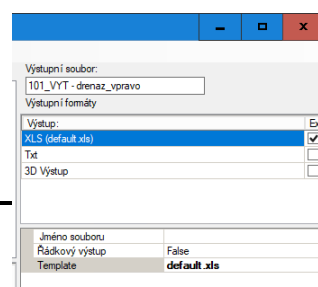 Výstupní soubor:
101_VYT - drenaz_vpravo
Výstupní formáty
Výstup:
XLS (default.xls)
Txt
3D Výstup
Jméno souboru
Řádkový výstup False
Template default.xls